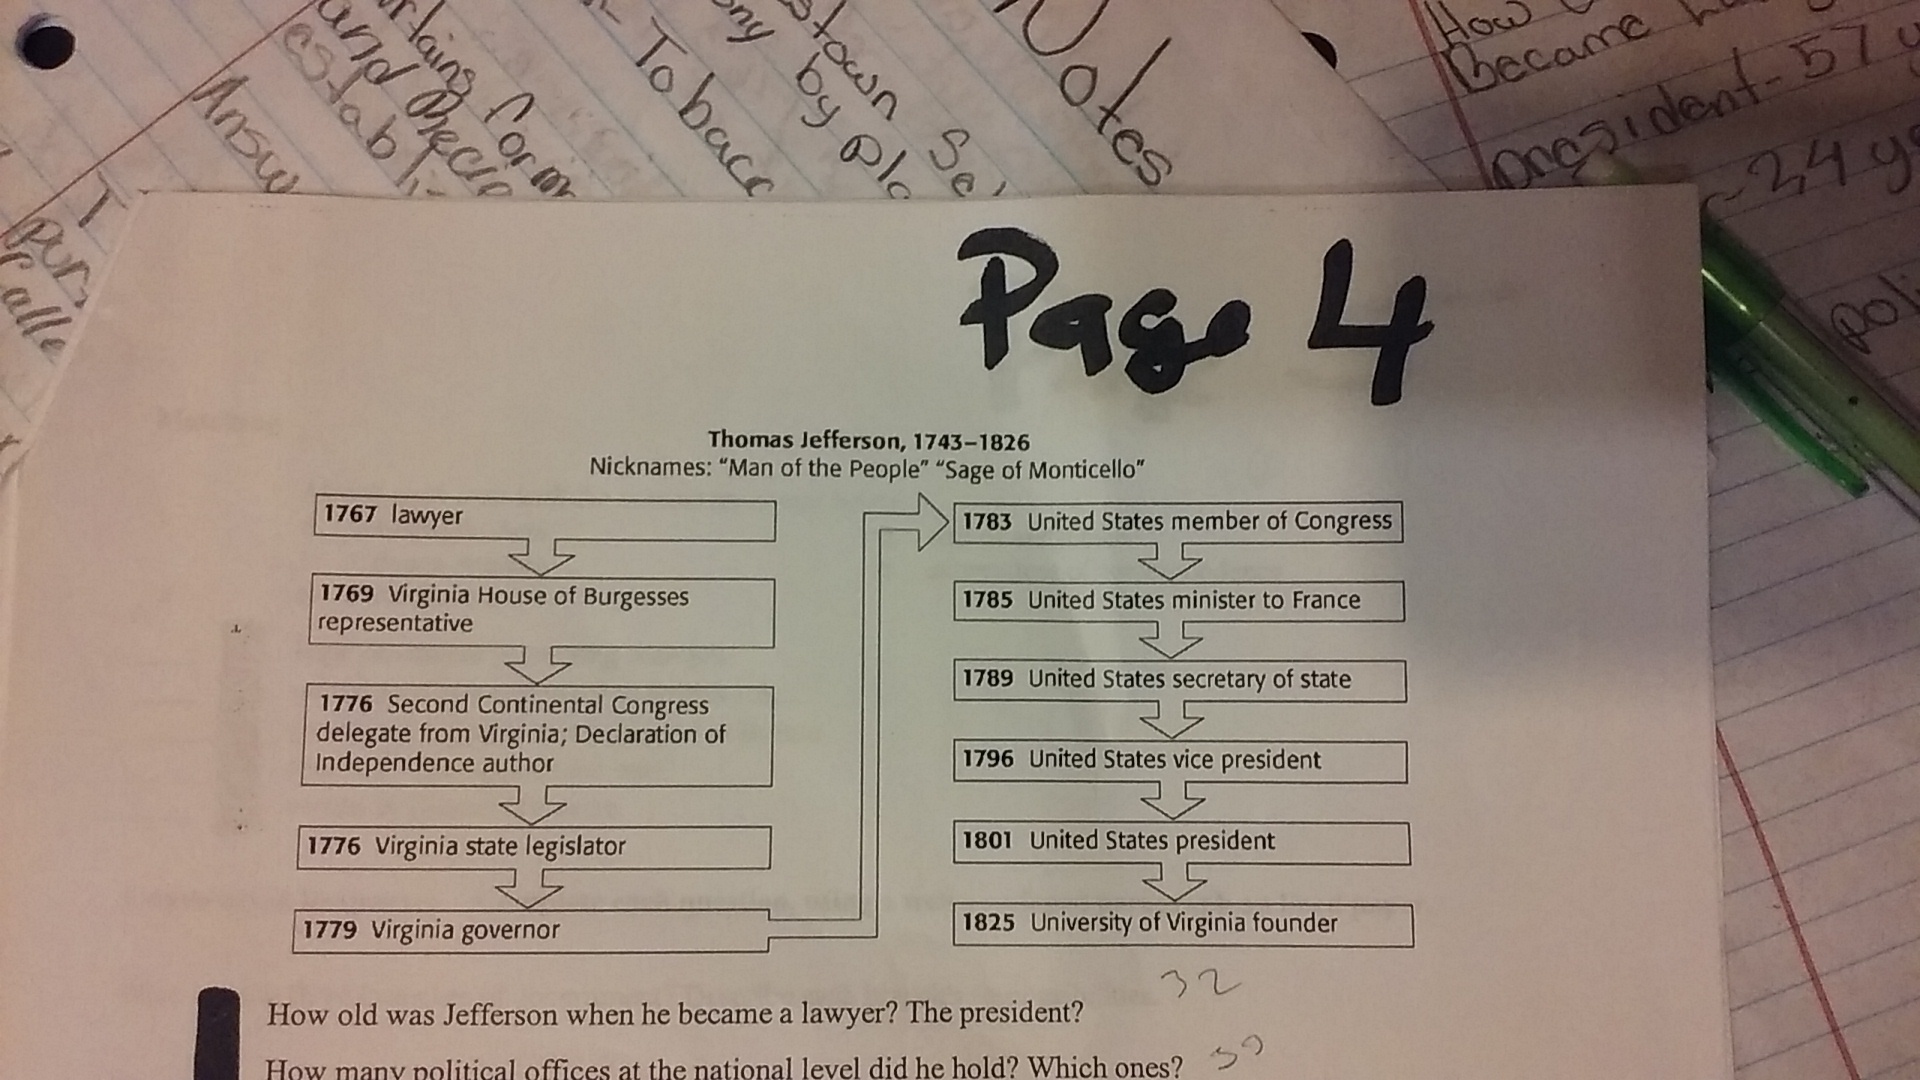 Notes
Tobacc
Answ
by
How
Became
president - 57 y
- 24 y
Page 4
Thomas Jefferson, 1743–1826
Nicknames: “Man of the People” “Sage of Monticello”
1767 lawyer
1769 Virginia House of Burgesses
representative
1776 Second Continental Congress
delegate from Virginia; Declaration of
Independence author
1776 Virginia state legislator
1779 Virginia governor
1783 United States member of Congress
1785 United States minister to France
1789 United States secretary of state
1796 United States vice president
1801 United States president
1825 University of Virginia founder
32
How old was Jefferson when he became a lawyer? The president?
How many political offices at the national level did he hold? Which ones?